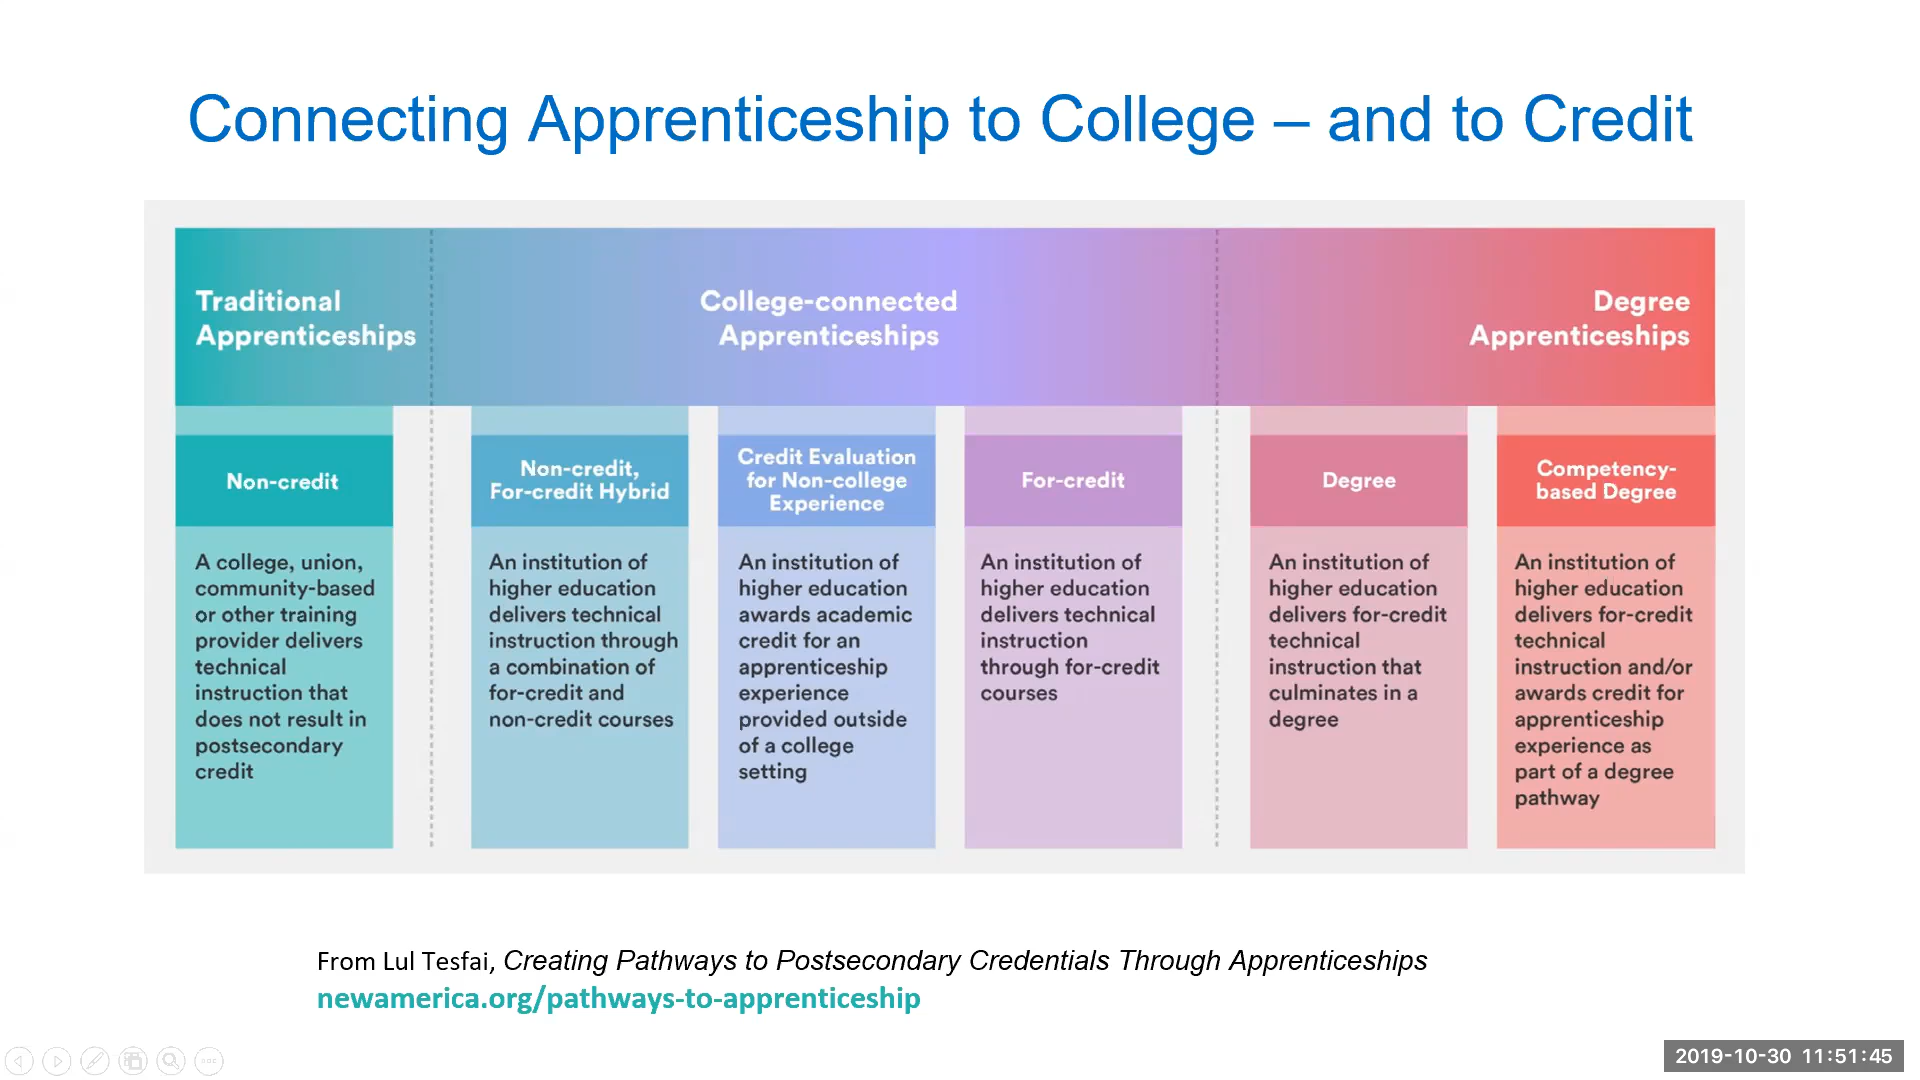 Connecting Apprenticeship to College – and to Credit
Traditional
Apprenticeships
College-connected
Apprenticeships
Degree
Apprenticeships
Non-credit
A college, union,
community-based
or other training
provider delivers
technical
instruction that
does not result in
postsecondary
credit
Non-credit,
For-credit Hybrid
An institution of
higher education
delivers technical
instruction through
a combination of
for-credit and
non-credit courses
Credit Evaluation
for Non-college
Experience
An institution of
higher education
awards academic
credit for an
apprenticeship
experience
provided outside
of a college
setting
For-credit
An institution of
higher education
delivers technical
instruction
through for-credit
courses
Degree
An institution of
higher education
delivers for-credit
technical
instruction that
culminates in a
degree
Competency-
based Degree
An institution of
higher education
delivers for-credit
technical
instruction and/or
awards credit for
apprenticeship
experience as
part of a degree
pathway
From Lul Tesfai, Creating Pathways to Postsecondary Credentials Through Apprenticeships
newamerica.org/pathways-to-apprenticeship
2019-10-30 11:51:45